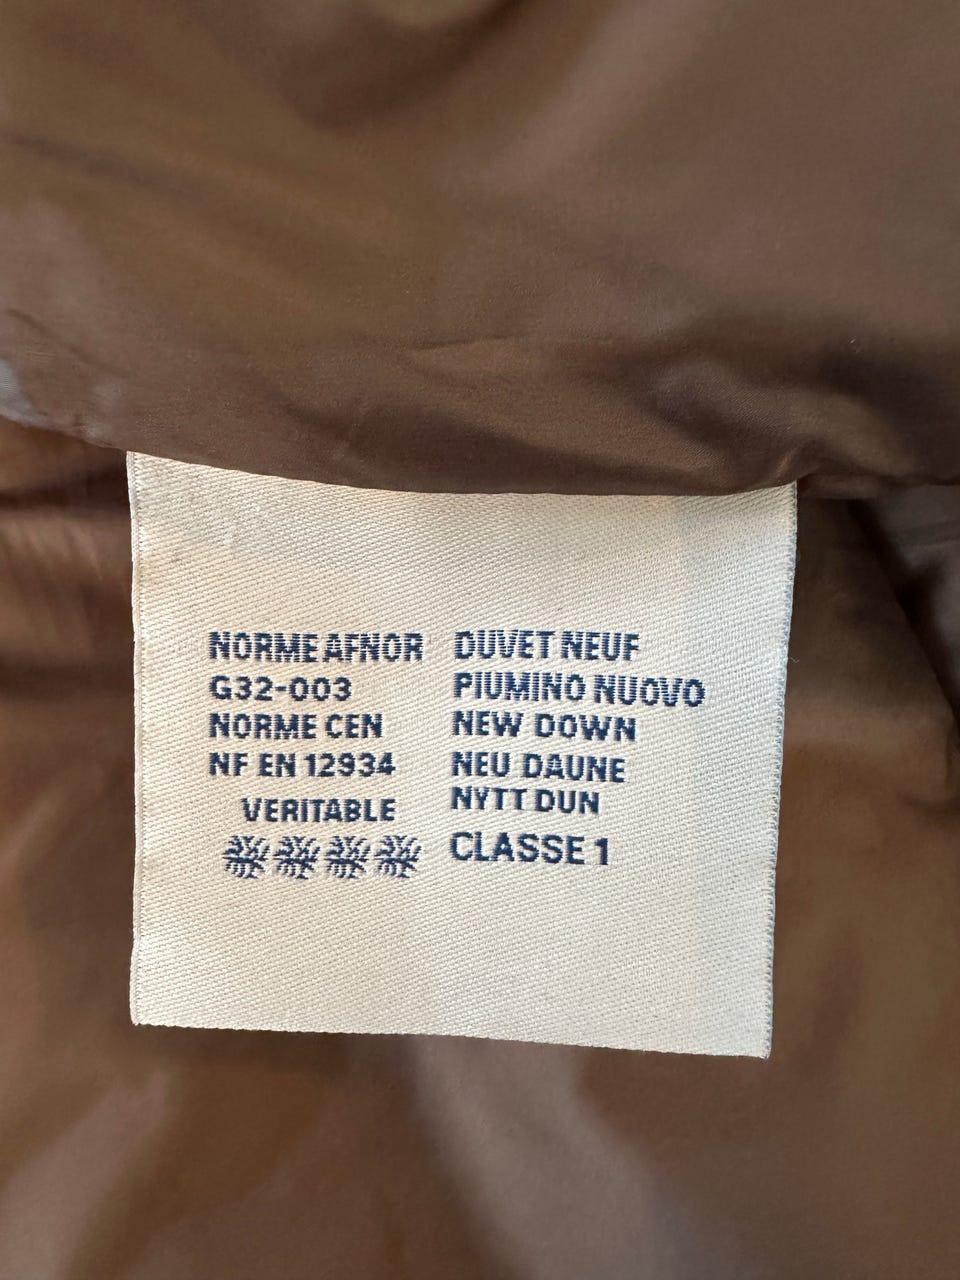 NORME AFNOR
G32-003
NORME CEN
NF EN 12934
VERITABLE
DUVET NEUF
PIUMINO NUOVO
NEW DOWN
NEU DAUNE
NYTT DUN
CLASSE 1